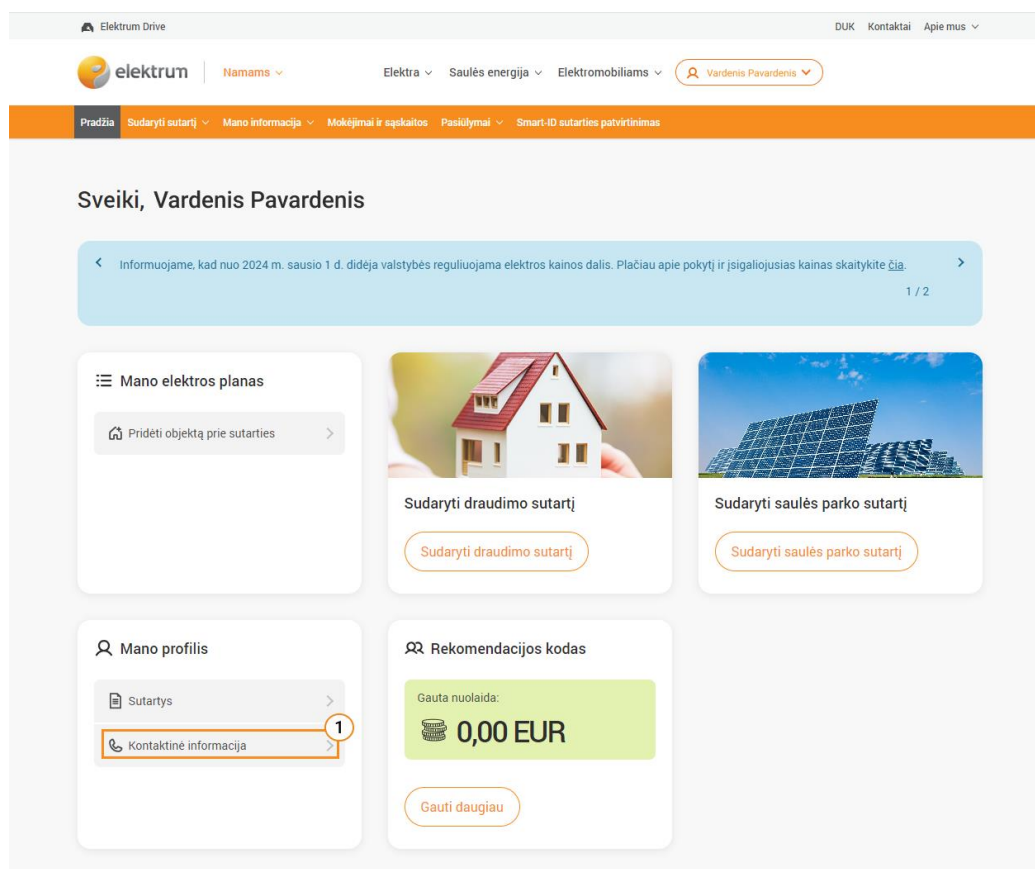 Elektrum Drive
DUK Kontaktai Apie mus
elektrum
Namams
Elektra Saulės energija Elektromobiliams Vardenis Pavardenis
Pradžia Sudaryti sutartį Mano informacija Mokėjimai ir sąskaitos Pasiūlymai Smart-ID sutarties patvirtinimas
Sveiki, Vardenis Pavardenis
Informuojame, kad nuo 2024 m. sausio 1 d. didėja valstybės reguliuojama elektros kainos dalis. Plačiau apie pokytį ir įsigaliojusias kainas skaitykite čia.
1 / 2
Mano elektros planas
Pridėti objektą prie sutarties
Sudaryti draudimo sutartį
Sudaryti draudimo sutartį
Sudaryti saulės parko sutartį
Sudaryti saulės parko sutartį
Mano profilis
Sutartys
1
Kontaktinė informacija
Rekomendacijos kodas
Gauta nuolaida:
0,00 EUR
Gauti daugiau